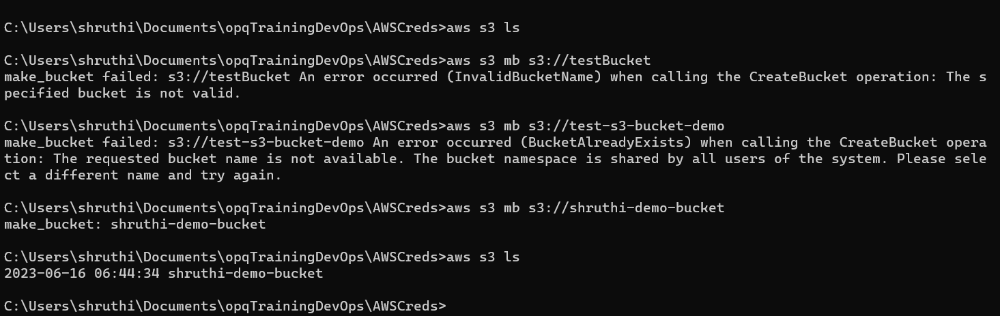 C:\Users\shruthi\Documents\opqTrainingDevOps\AWSCreds>aws s3 ls
C:\Users\shruthi\Documents\opqTrainingDevOps\AWSCreds>aws s3 mb s3://testBucket
make_bucket failed: s3://testBucket An error occurred (InvalidBucketName) when calling the CreateBucket operation: The s
pecified bucket is not valid.
C:\Users\shruthi\Documents\opqTrainingDevOps\AWSCreds>aws s3 mb s3://test-s3-bucket-demo
make_bucket failed: s3://test-s3-bucket-demo An error occurred (BucketAlreadyExists) when calling the CreateBucket opera
tion: The requested bucket name is not available. The bucket namespace is shared by all users of the system. Please sele
ct a different name and try again.
C:\Users\shruthi\Documents\opqTrainingDevOps\AWSCreds>aws s3 mb s3://shruthi-demo-bucket
make_bucket: shruthi-demo-bucket
C:\Users\shruthi\Documents\opqTrainingDevOps\AWSCreds>aws s3 ls
2023-06-16 06:44:34 shruthi-demo-bucket
C:\Users\shruthi\Documents\opqTrainingDevOps\AWSCreds>